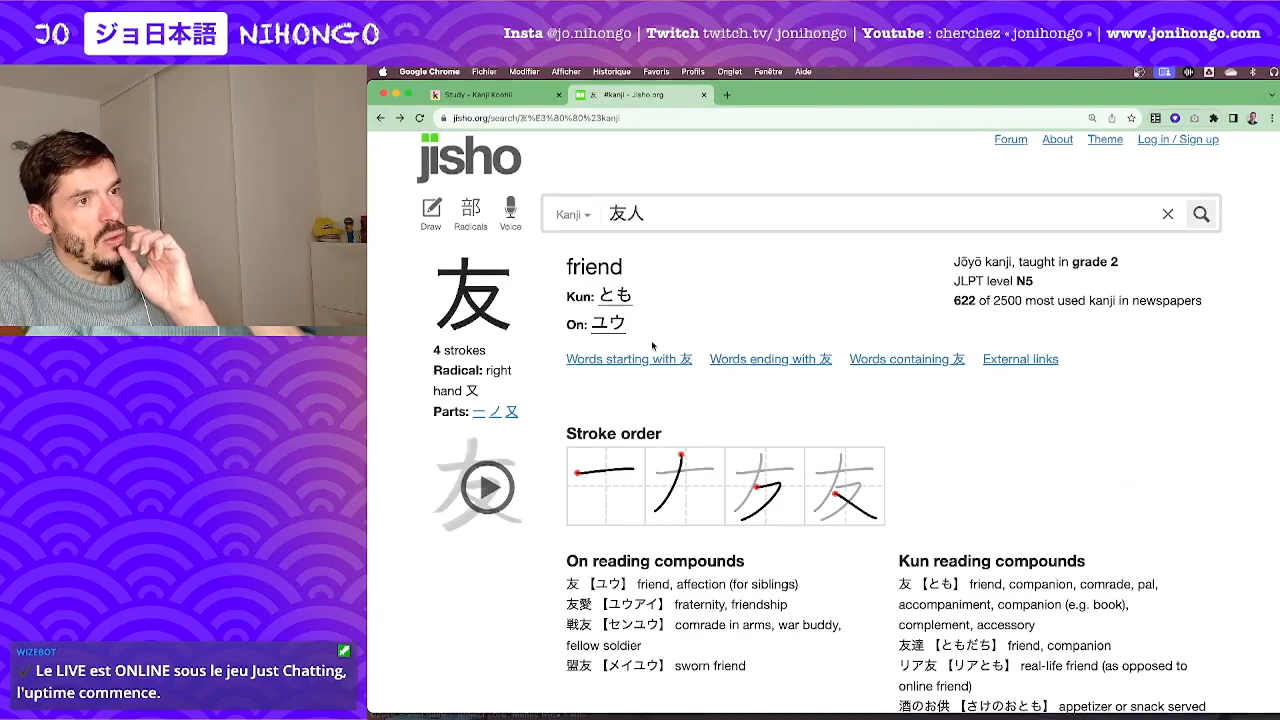 JO ジョ日本語 NIHONGO
Insta @jo.nihongo | Twitch twitch.tv/ jonihongo | Youtube : cherchez « jonihongo » | www.jonihongo.com
Google Chrome Fichier Modifier Afficher Historique Favoris Profils Onglet Fenêtre Aide
Study - Kanji Koohii
友 #kanji - Jisho.org
jisho.org/search/友%E3%80%80%23kanji
jisho
Forum About Theme Log in / Sign up
Draw 部 Radicals Voice
Kanji 友人
友
friend
Kun: とも
On: ユウ
Jōyō kanji, taught in grade 2
JLPT level N5
622 of 2500 most used kanji in newspapers
4 strokes
Radical: right
hand 又
Parts: 一 ノ 又
Words starting with 友 Words ending with 友 Words containing 友 External links
Stroke order
友
On reading compounds
友 【ユウ】 friend, affection (for siblings)
友愛 【ユウアイ】 fraternity, friendship
戦友 【センユウ】 comrade in arms, war buddy,
fellow soldier
盟友 【メイユウ】 sworn friend
Kun reading compounds
友 【とも】 friend, companion, comrade, pal,
accompaniment, companion (e.g. book),
complement, accessory
友達 【ともだち】 friend, companion
リア友 【リアとも】 real-life friend (as opposed to
online friend)
酒のお供 【さけのおとも】 appetizer or snack served
WIZEBOT
Le LIVE est ONLINE sous le jeu Just Chatting,
l'uptime commence.